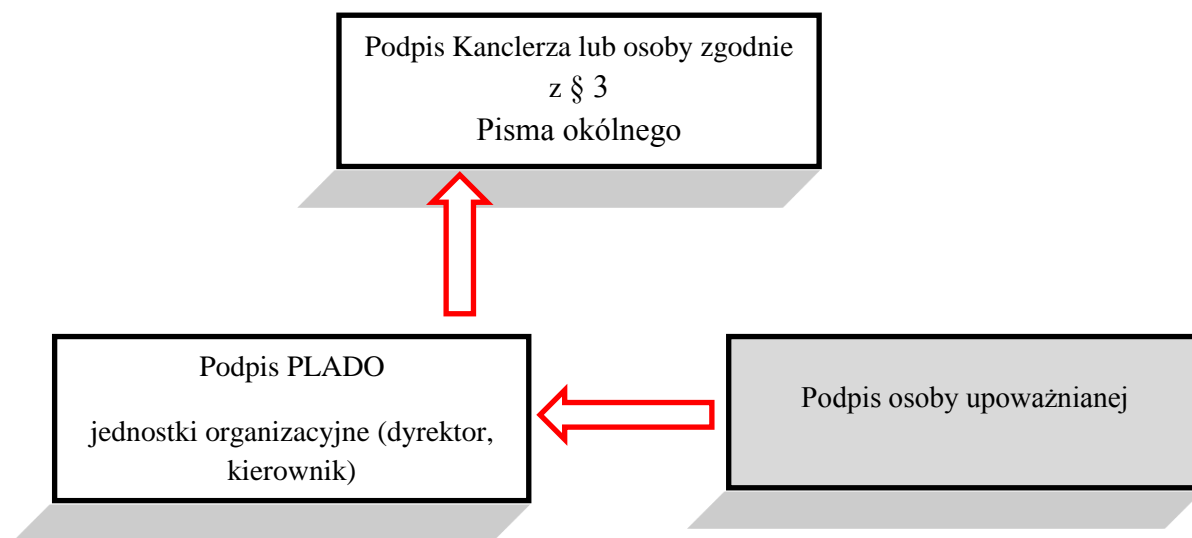 Podpis Kanclerza lub osoby zgodnie
z § 3
Pisma okólnego
Podpis PLADO
jednostki organizacyjne (dyrektor,
kierownik)
Podpis osoby upoważnianej